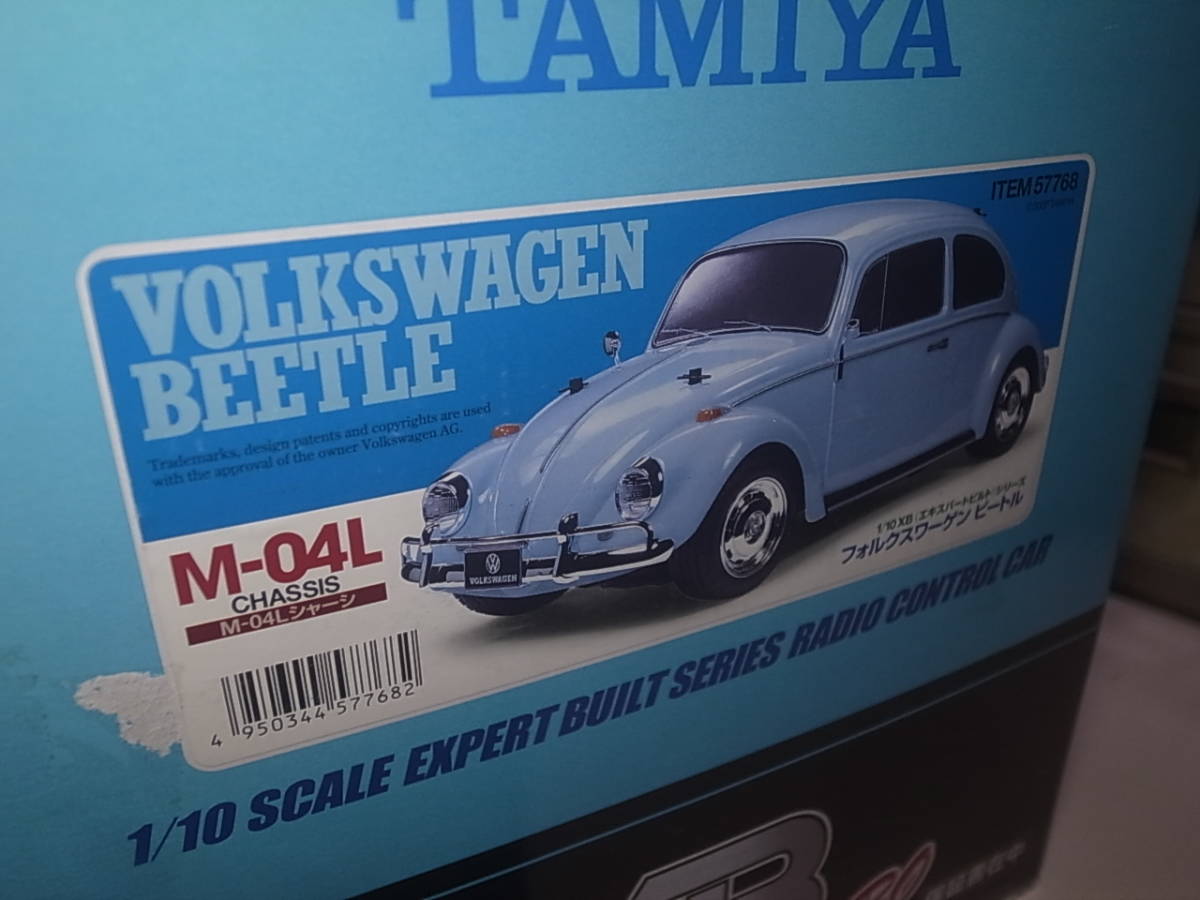 TAMIYA
ITEM 57768
VOLKSWAGEN
BEETLE
Trademarks, design patents and copyrights are used
with the approval of the owner Volkswagen AG.
M-04L
CHASSIS
M-04Lシャーシ
VOLKSWAGEN
1/10 XB (エキスパートビルト) シリーズ
フォルクスワーゲン ビートル
4 950344 577682
1/10 SCALE EXPERT BUILT SERIES RADIO CONTROL CAR